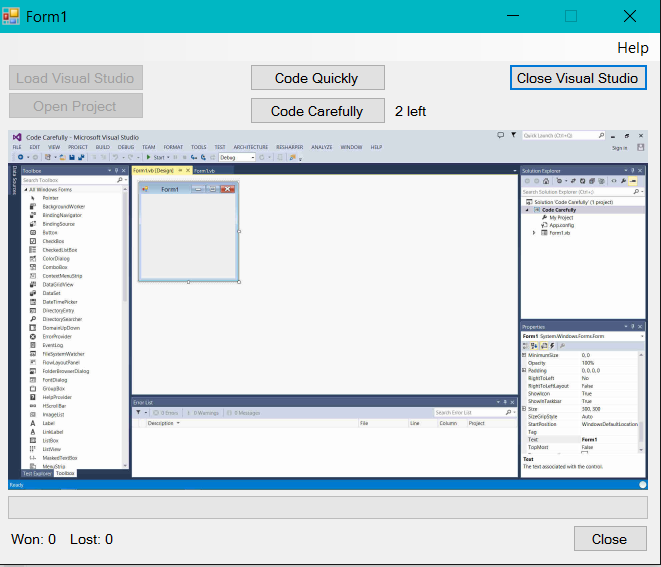 Form1
Help
Load Visual Studio
Code Quickly
Close Visual Studio
Open Project
Code Carefully
2 left
Code Carefully - Microsoft Visual Studio
Quick Launch (Ctrl+Q)
FILE EDIT VIEW PROJECT BUILD DEBUG TEAM FORMAT TOOLS TEST ARCHITECTURE RESHARPER ANALYZE WINDOW HELP
Sign in
Start
Debug
Data Sources
Toolbox
Search Toolbox
All Windows Forms
Pointer
BackgroundWorker
BindingNavigator
BindingSource
Button
CheckBox
CheckedListBox
ColorDialog
ComboBox
ContextMenuStrip
DataGridView
DataSet
DateTimePicker
DirectoryEntry
DirectorySearcher
DomainUpDown
ErrorProvider
EventLog
FileSystemWatcher
FlowLayoutPanel
FolderBrowserDialog
FontDialog
GroupBox
HelpProvider
HScrollBar
ImageList
Label
LinkLabel
ListBox
ListView
MaskedTextBox
MenuStrip
Test Explorer Toolbox
Form1.vb [Design]
Form1.vb
Form1
Error List
0 Errors
0 Warnings
0 Messages
Search Error List
Description
File
Line
Column
Project
Solution Explorer
Search Solution Explorer (Ctrl+;)
Solution 'Code Carefully' (1 project)
Code Carefully
My Project
App.config
Form1.vb
Properties
Form1 System.Windows.Forms.Form
MinimumSize 0, 0
Opacity 100%
Padding 0, 0, 0, 0
RightToLeft No
RightToLeftLayout False
ShowIcon True
ShowInTaskbar True
Size 300, 300
SizeGripStyle Auto
StartPosition WindowsDefaultLocation
Tag
Text Form1
TopMost False
Text
The text associated with the control.
Ready
Won: 0
Lost: 0
Close